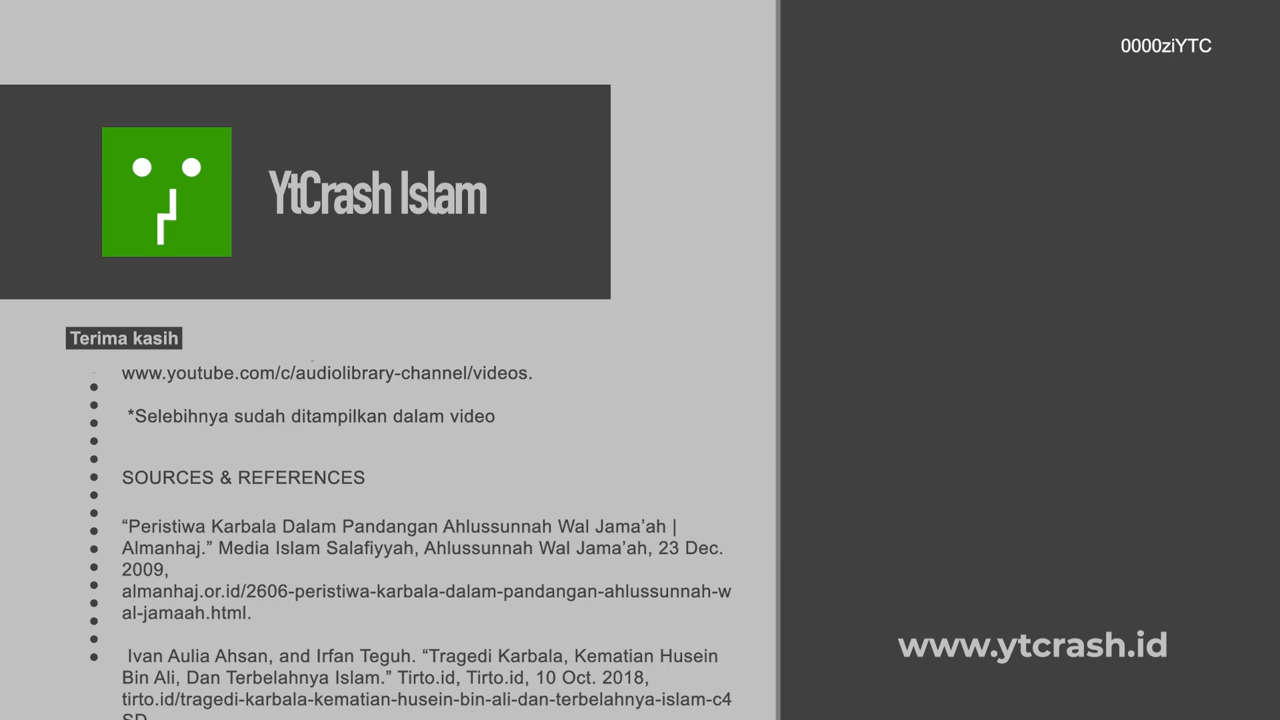 0000ziYTC
YtCrash Islam
Terima kasih
www.youtube.com/c/audiolibrary-channel/videos.
*Selebihnya sudah ditampilkan dalam video
SOURCES & REFERENCES
“Peristiwa Karbala Dalam Pandangan Ahlussunnah Wal Jama’ah |
Almanhaj.” Media Islam Salafiyyah, Ahlussunnah Wal Jama’ah, 23 Dec.
2009,
almanhaj.or.id/2606-peristiwa-karbala-dalam-pandangan-ahlussunnah-w
al-jamaah.html.
Ivan Aulia Ahsan, and Irfan Teguh. “Tragedi Karbala, Kematian Husein
Bin Ali, Dan Terbelahnya Islam.” Tirto.id, Tirto.id, 10 Oct. 2018,
tirto.id/tragedi-karbala-kematian-husein-bin-ali-dan-terbelahnya-islam-c4
www.ytcrash.id